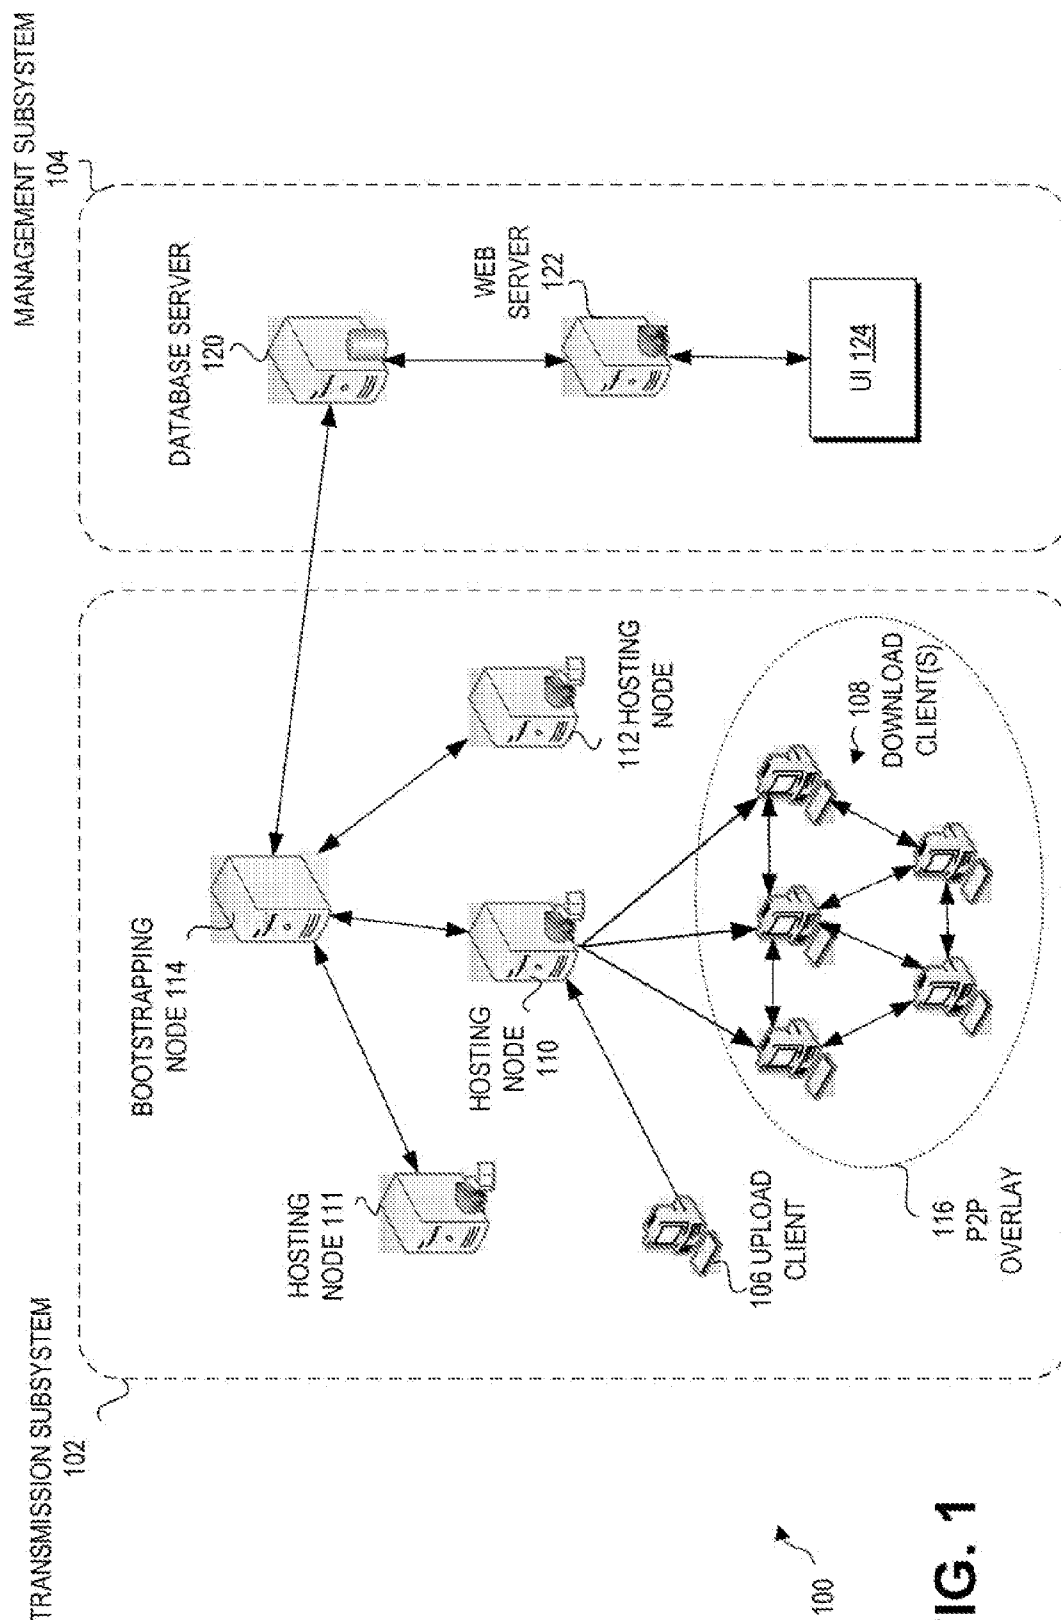 TRANSMISSION SUBSYSTEM
102
MANAGEMENT SUBSYSTEM
104
BOOTSTRAPPING
NODE 114
DATABASE SERVER
120
HOSTING
NODE 111
HOSTING
NODE
110
112 HOSTING
NODE
WEB
SERVER
122
106 UPLOAD
CLIENT
108
DOWNLOAD
CLIENT(S)
UI 124
116
P2P
OVERLAY
100
IG. 1